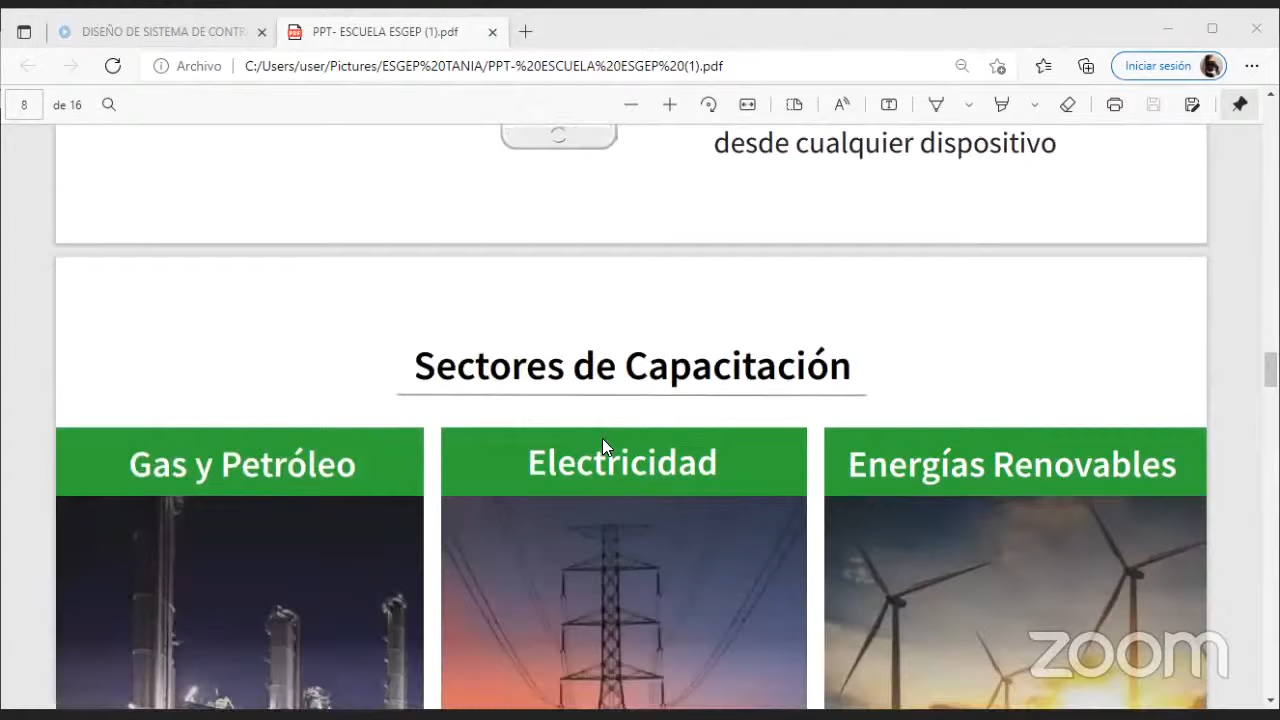 DISEÑO DE SISTEMA DE CONTR
PPT- ESCUELA ESGEP (1).pdf
Archivo
C:/Users/user/Pictures/ESGEP%20TANIA/PPT-%20ESCUELA%20ESGEP%20(1).pdf
Iniciar sesión
8 de 16
desde cualquier dispositivo
Sectores de Capacitación
Gas y Petróleo
Electricidad
Energías Renovables
zoom